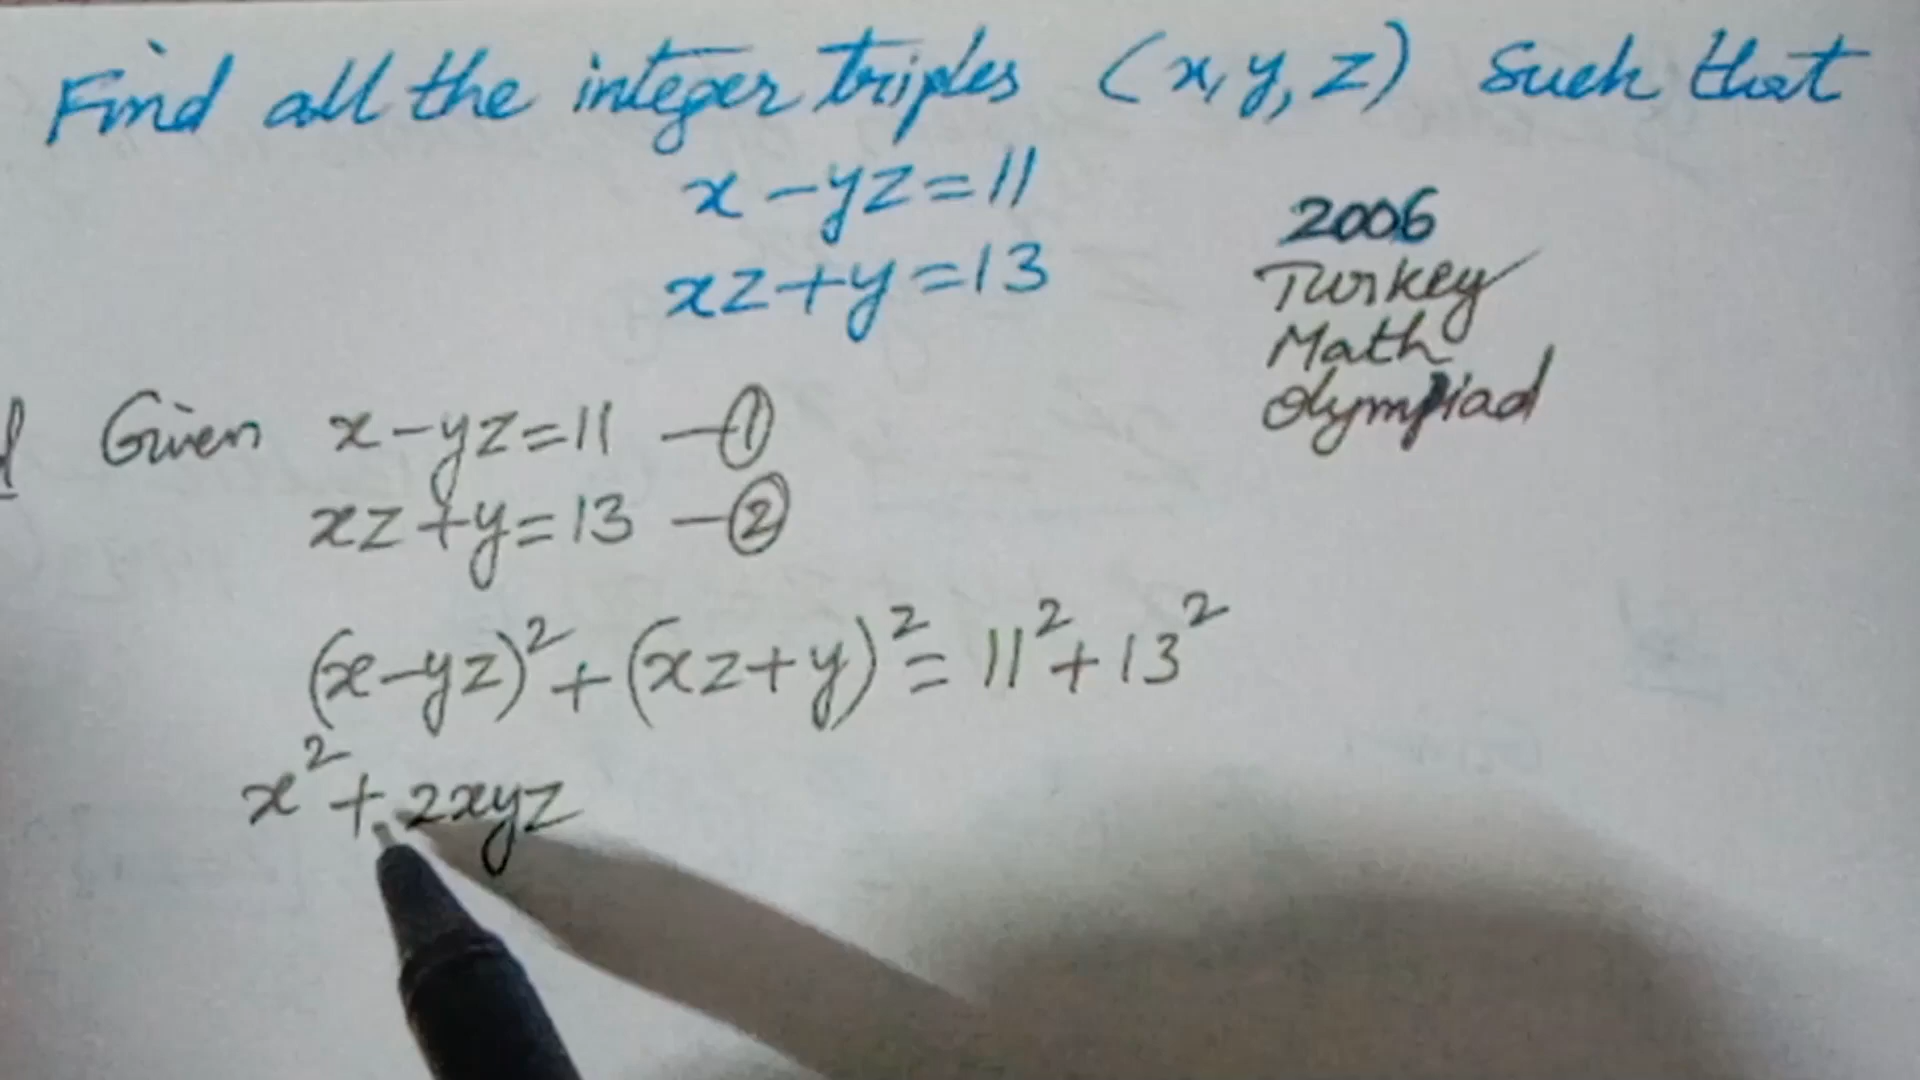 Find all the integer triples (x, y, z) such that
x - yz = 11
xz + y = 13
2006
Turkey
Math
Olympiad
Given x - yz = 11 — ①
xz + y = 13 — ②
(x - yz)² + (xz + y)² = 11² + 13²
x² + 2xyz